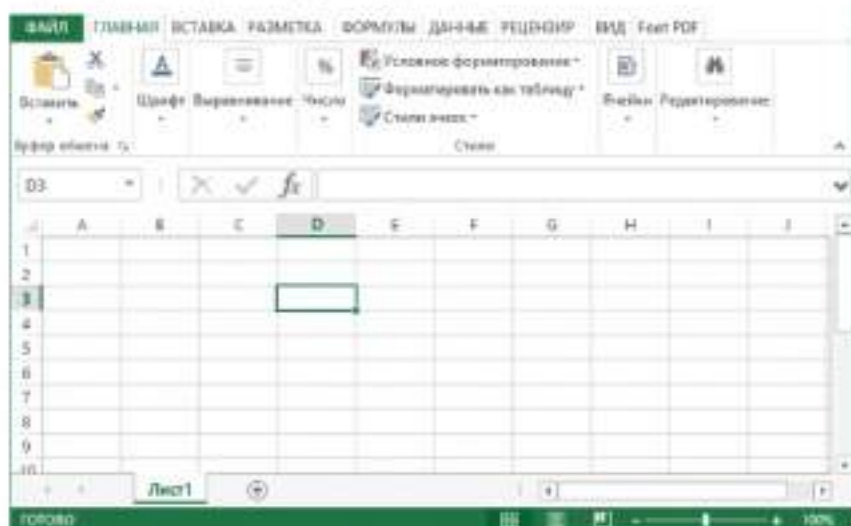 ФАЙЛ ГЛАВНАЯ ВСТАВКА РАЗМЕТКА ФОРМУЛЫ ДАННЫЕ РЕЦЕНЗИР ВИД Foxit PDF
Условное форматирование
Форматировать как таблицу
Вставить Шрифт Выравнивание Число Ячейки Редактирование
Стили ячеек
Буфер обмена Стили
D3 fx
A B C D E F G H I J
1
2
3
4
5
6
7
8
9
10
Лист1
ГОТОВО 100%